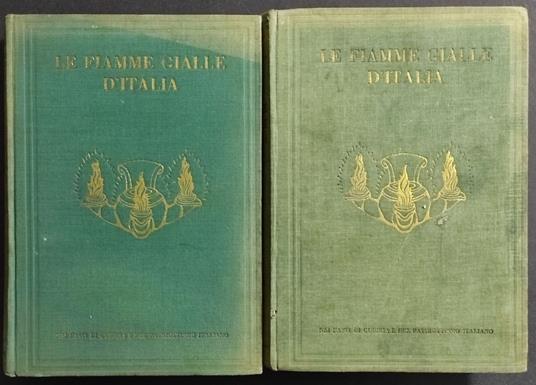 LE FIAMME GIALLE
D'ITALIA
NEI FASTI DI GUERRA E DEL PATRIOTTISMO ITALIANO
LE FIAMME GIALLE
D'ITALIA
NEI FASTI DI GUERRA E DEL PATRIOTTISMO ITALIANO